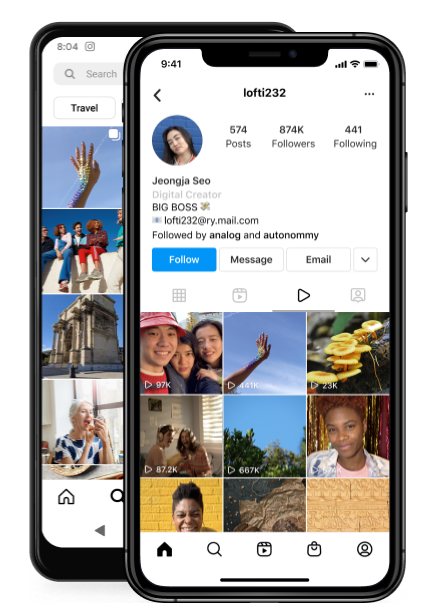 8:04
Search
Travel
9:41
lofti232
574
874K
441
Posts
Followers
Following
Jeongja Seo
Digital Creator
BIG BOSS 💸
📧 lofti232@ry.mail.com
Followed by analog and autonommy
Follow
Message
Email
97K
441K
23K
87.2K
667K